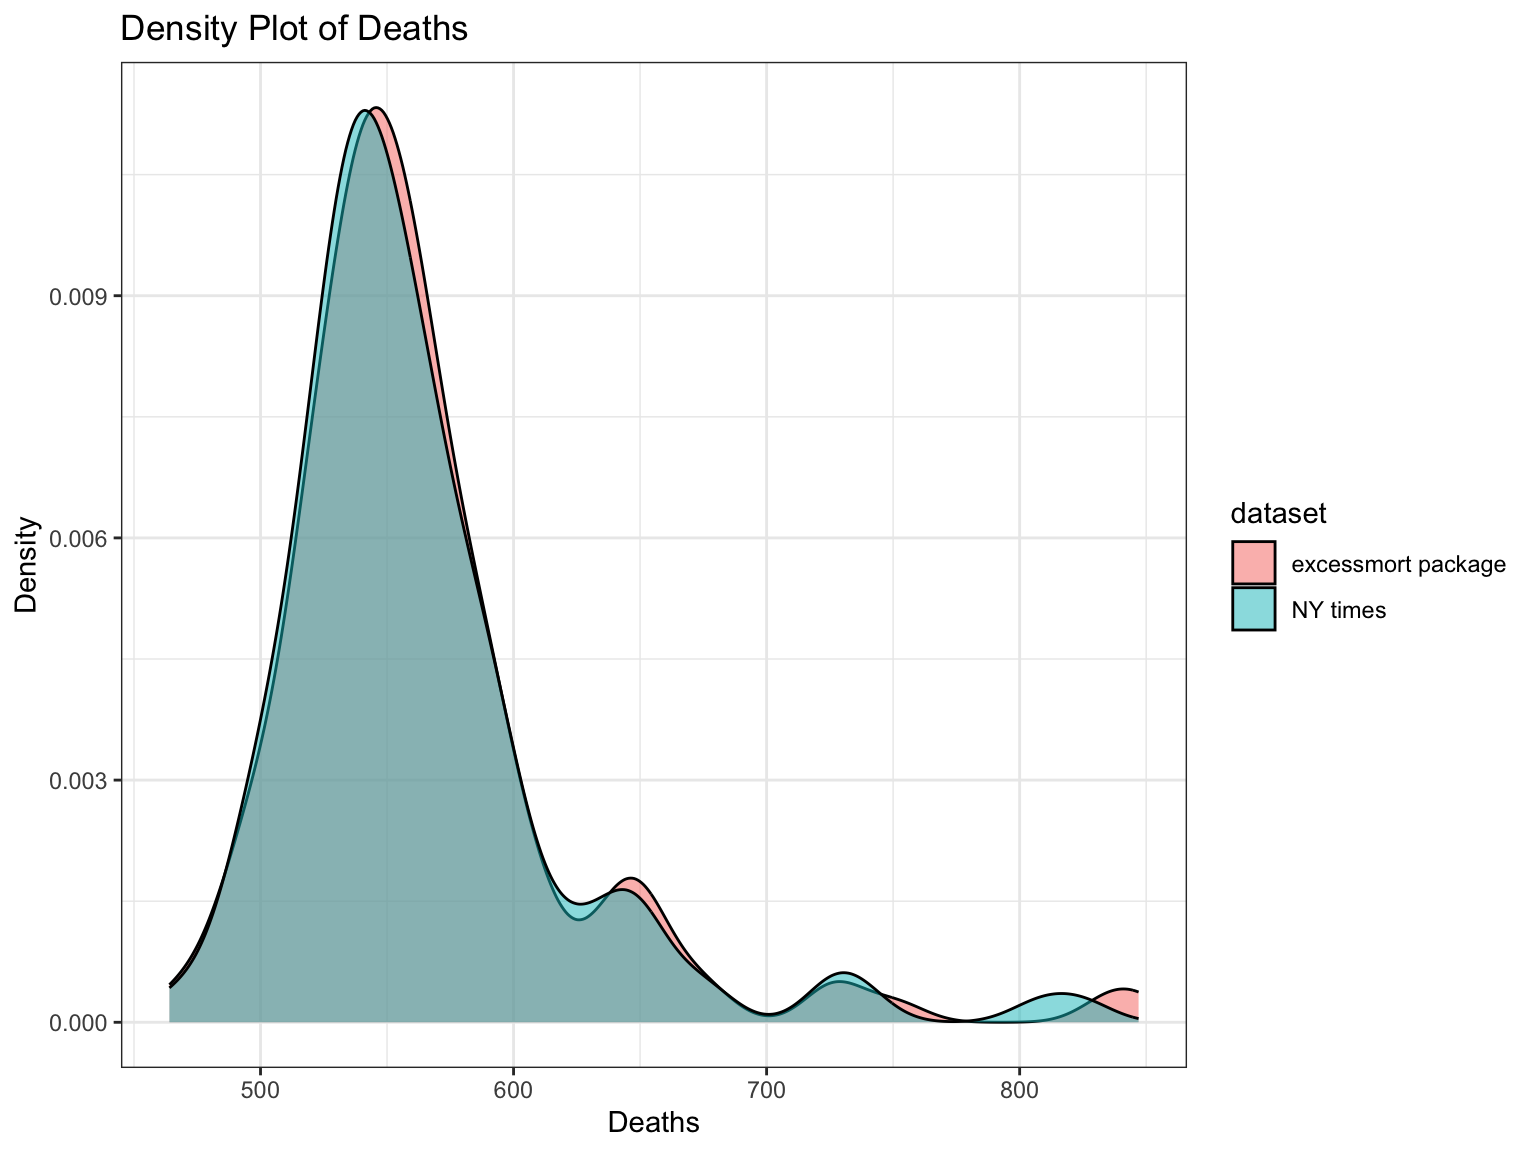 Density Plot of Deaths
Density
0.009
0.006
0.003
0.000
500 600 700 800
Deaths
dataset
excessmort package
NY times